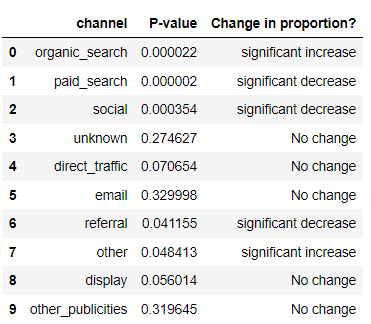 channel P-value Change in proportion?
0 organic_search 0.000022 significant increase
1 paid_search 0.000002 significant decrease
2 social 0.000354 significant decrease
3 unknown 0.274627 No change
4 direct_traffic 0.070654 No change
5 email 0.329998 No change
6 referral 0.041155 significant decrease
7 other 0.048413 significant increase
8 display 0.056014 No change
9 other_publicities 0.319645 No change